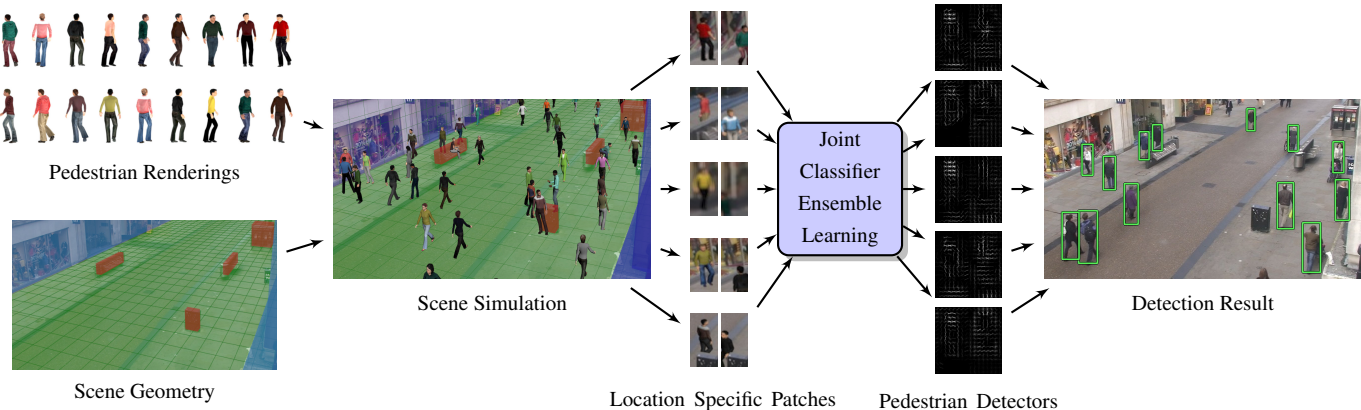 Pedestrian Renderings
Scene Geometry
Scene Simulation
Joint
Classifier
Ensemble
Learning
Location Specific Patches
Pedestrian Detectors
Detection Result